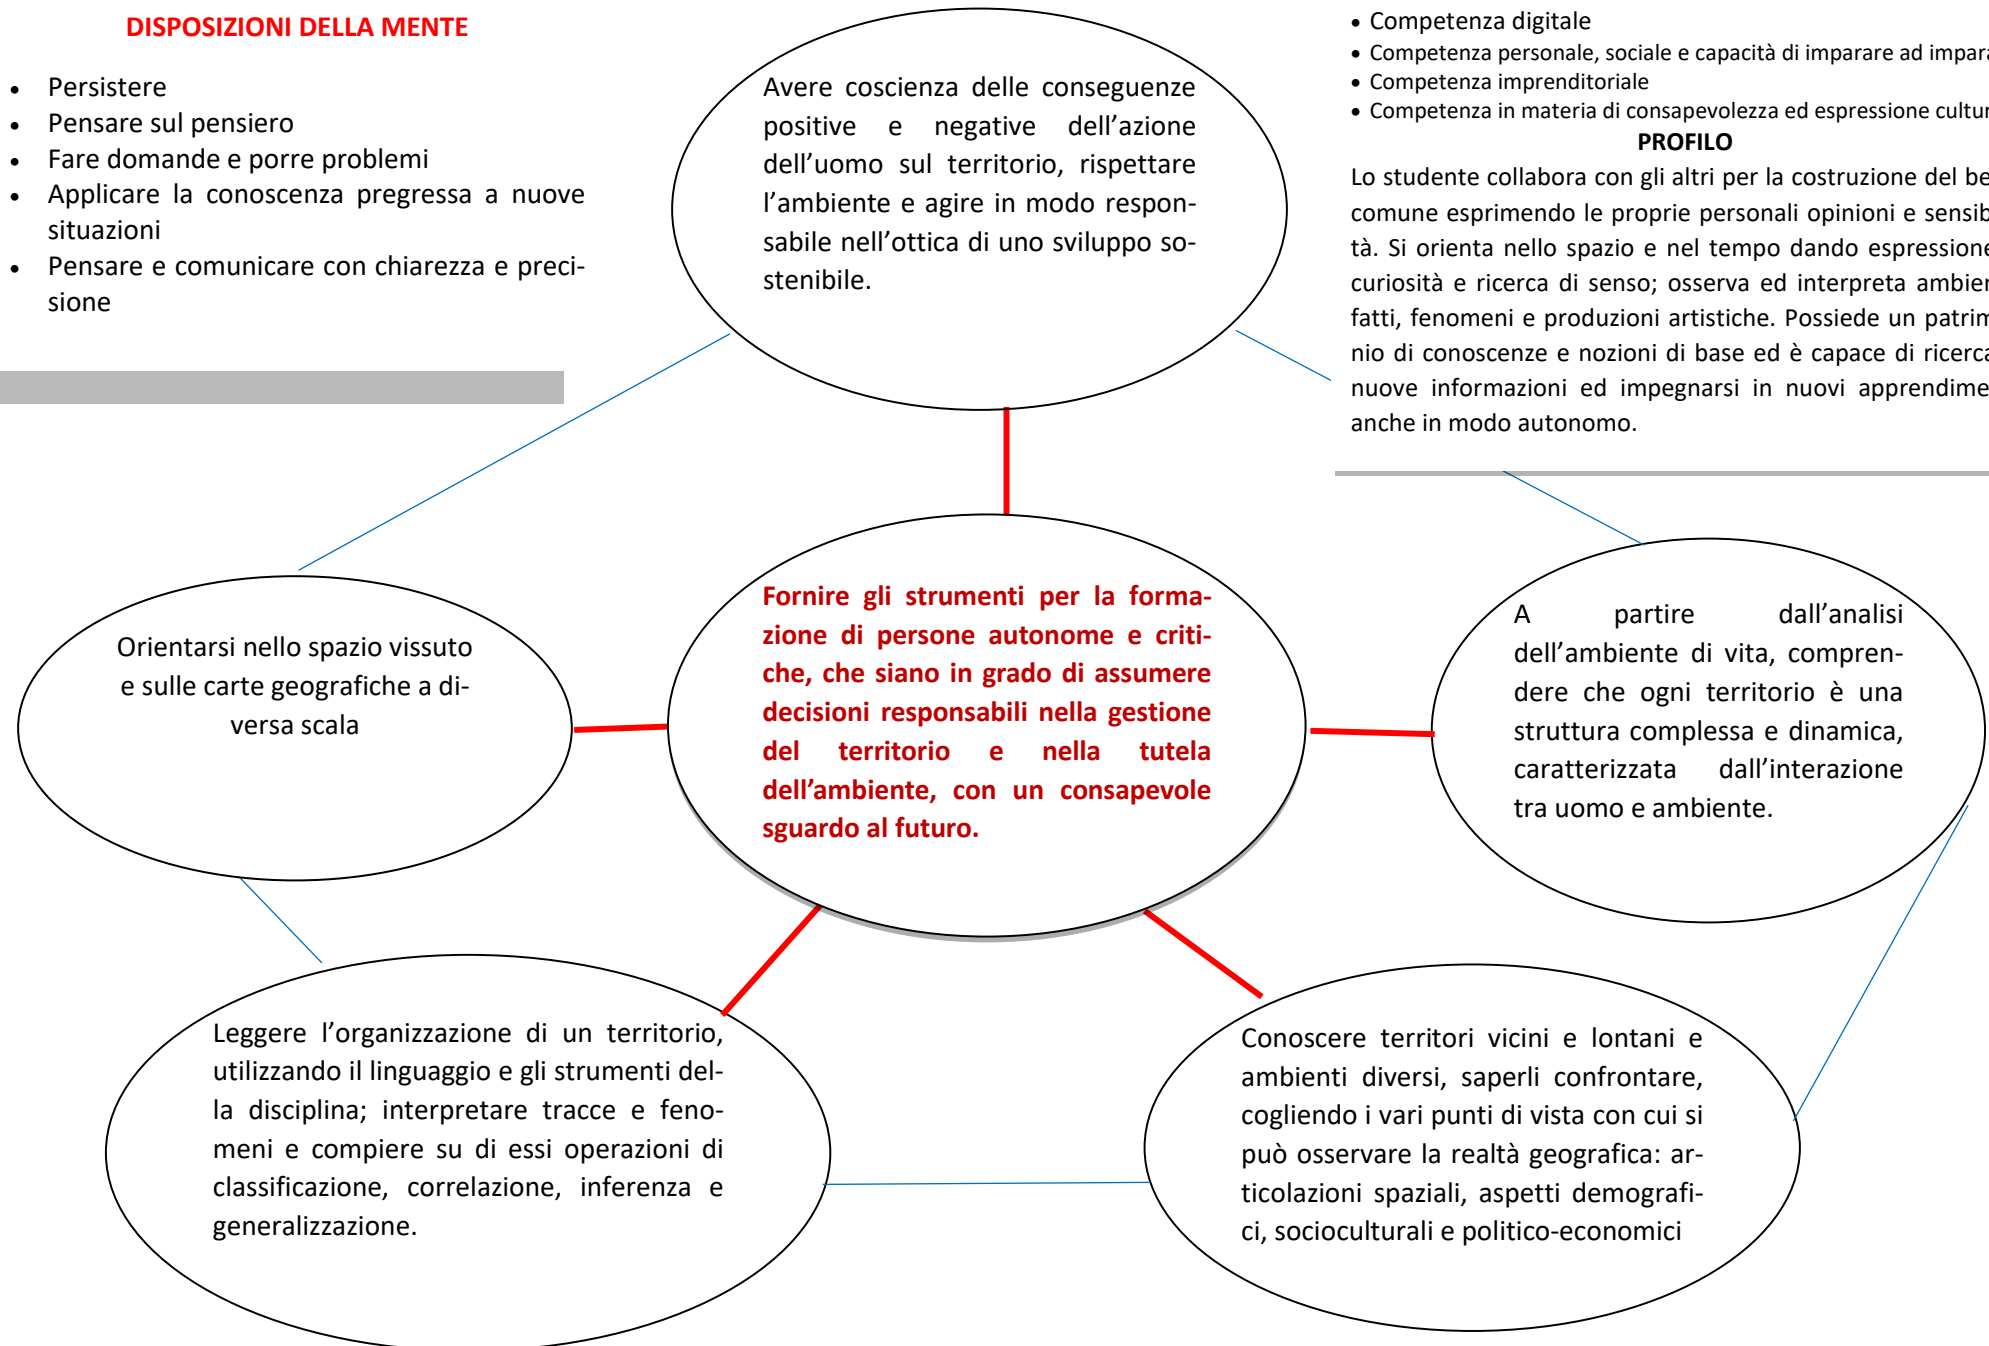 DISPOSIZIONI DELLA MENTE
• Persistere
• Pensare sul pensiero
• Fare domande e porre problemi
• Applicare la conoscenza pregressa a nuove
situazioni
• Pensare e comunicare con chiarezza e preci-
sione
Avere coscienza delle conseguenze
positive e negative dell’azione
dell’uomo sul territorio, rispettare
l’ambiente e agire in modo respon-
sabile nell’ottica di uno sviluppo so-
stenibile.
• Competenza digitale
• Competenza personale, sociale e capacità di imparare ad impara
• Competenza imprenditoriale
• Competenza in materia di consapevolezza ed espressione cultur
PROFILO
Lo studente collabora con gli altri per la costruzione del be
comune esprimendo le proprie personali opinioni e sensib
tà. Si orienta nello spazio e nel tempo dando espressione
curiosità e ricerca di senso; osserva ed interpreta ambien
fatti, fenomeni e produzioni artistiche. Possiede un patrim
nio di conoscenze e nozioni di base ed è capace di ricerca
nuove informazioni ed impegnarsi in nuovi apprendime
anche in modo autonomo.
Orientarsi nello spazio vissuto
e sulle carte geografiche a di-
versa scala
Fornire gli strumenti per la forma-
zione di persone autonome e criti-
che, che siano in grado di assumere
decisioni responsabili nella gestione
del territorio e nella tutela
dell’ambiente, con un consapevole
sguardo al futuro.
A partire dall’analisi
dell’ambiente di vita, compren-
dere che ogni territorio è una
struttura complessa e dinamica,
caratterizzata dall’interazione
tra uomo e ambiente.
Leggere l’organizzazione di un territorio,
utilizzando il linguaggio e gli strumenti del-
la disciplina; interpretare tracce e feno-
meni e compiere su di essi operazioni di
classificazione, correlazione, inferenza e
generalizzazione.
Conoscere territori vicini e lontani e
ambienti diversi, saperli confrontare,
cogliendo i vari punti di vista con cui si
può osservare la realtà geografica: ar-
ticolazioni spaziali, aspetti demografi-
ci, socioculturali e politico-economici